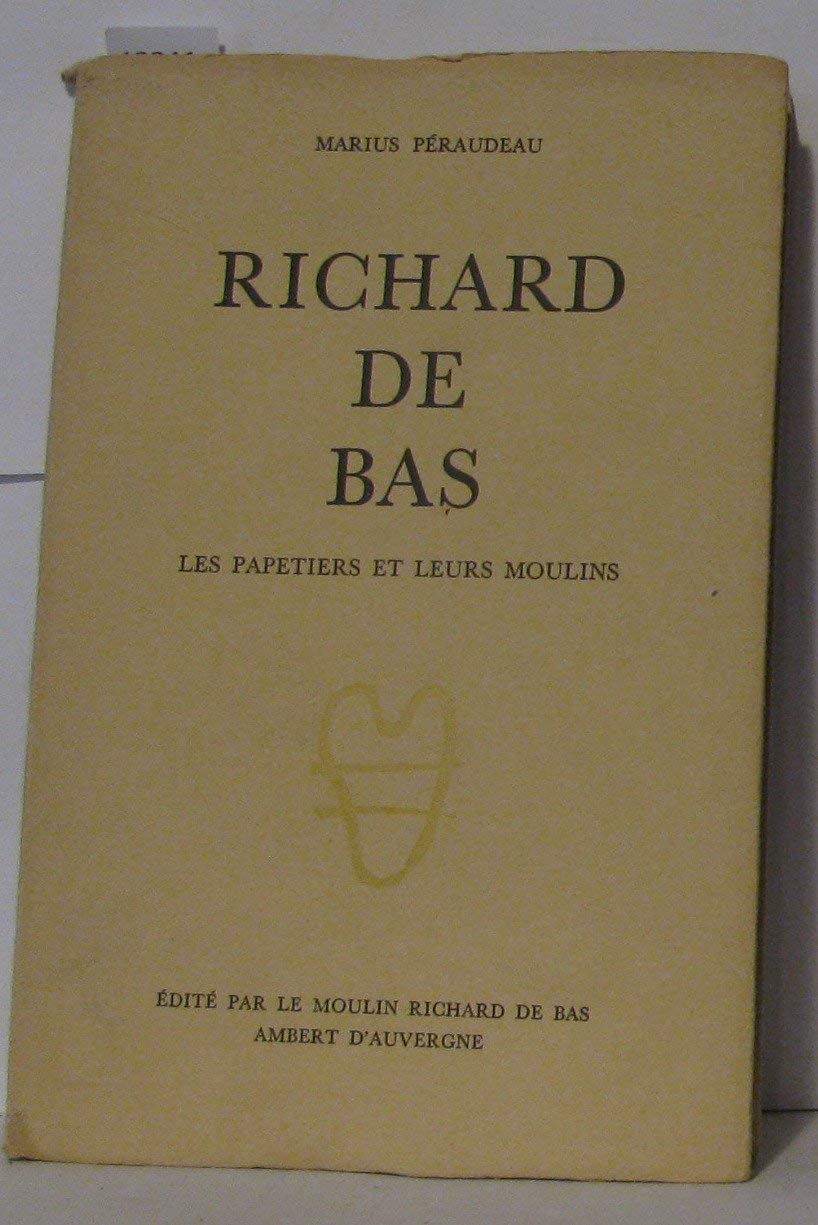 MARIUS PÉRAUDEAU
RICHARD
DE
BAS
LES PAPETIERS ET LEURS MOULINS
ÉDITÉ PAR LE MOULIN RICHARD DE BAS
AMBERT D'AUVERGNE